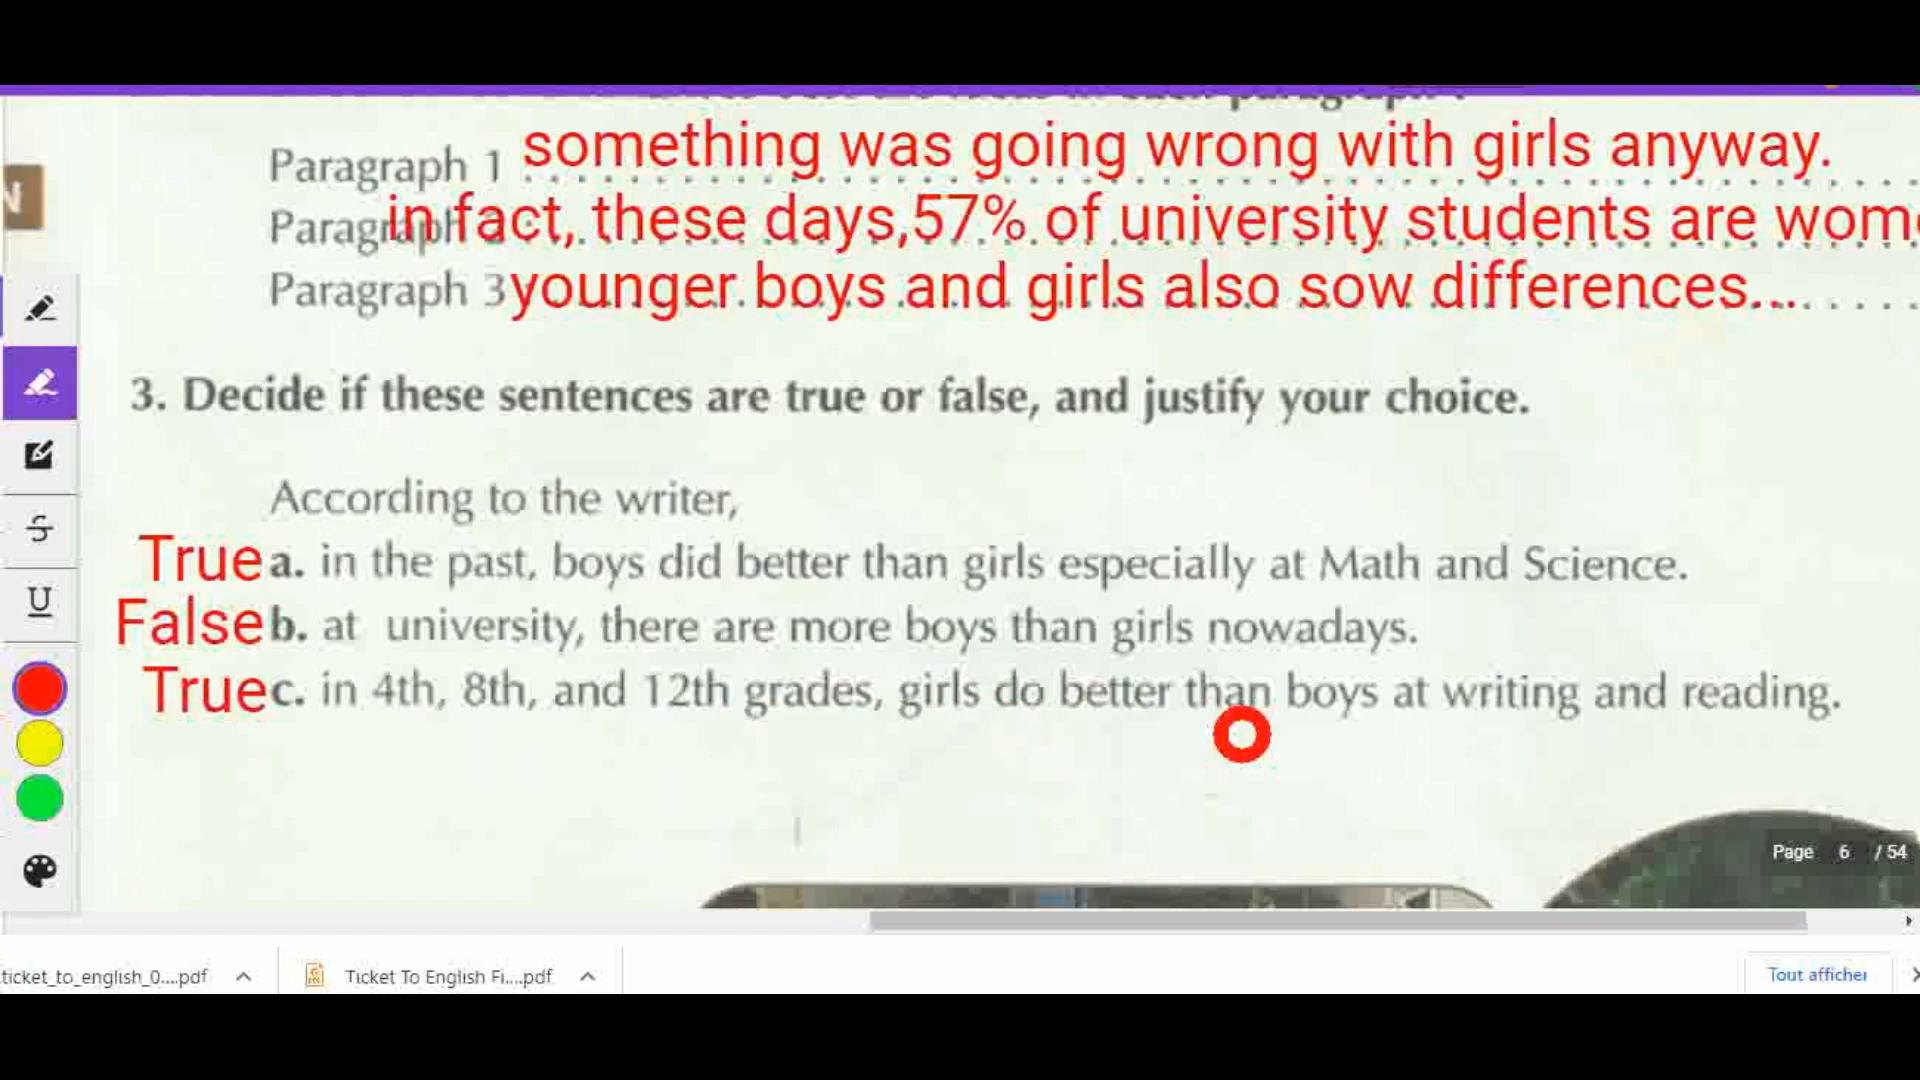 paragraph
Paragraph 1 something was going wrong with girls anyway.
Paragraph in fact, these days,57% of university students are wom
Paragraph 3 younger boys and girls also sow differences...
N
3. Decide if these sentences are true or false, and justify your choice.
According to the writer,
True a. in the past, boys did better than girls especially at Math and Science.
False b. at university, there are more boys than girls nowadays.
True c. in 4th, 8th, and 12th grades, girls do better than boys at writing and reading.
Page 6 / 54
ticket_to_english_0....pdf
Ticket To English Fi....pdf
Tout afficher